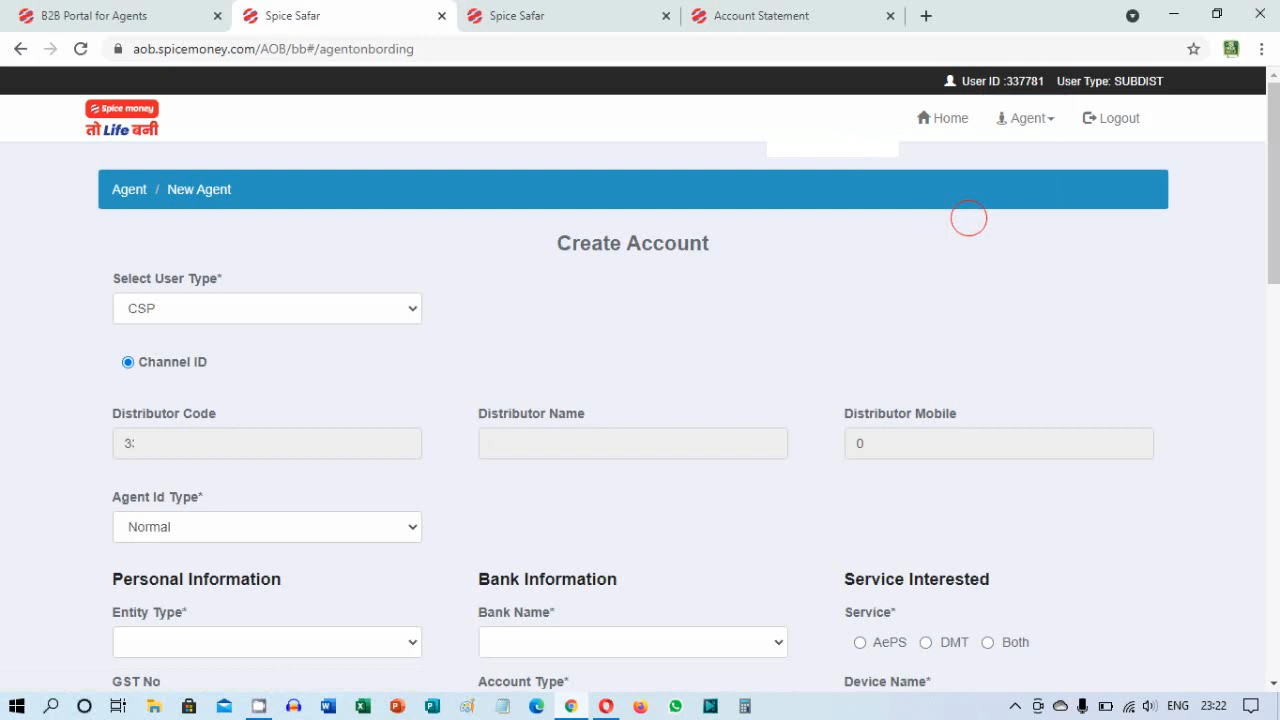 B2B Portal for Agents
Spice Safar
Spice Safar
Account Statement
aob.spicemoney.com/AOB/bb#/agentonbording
User ID :337781 User Type: SUBDIST
Spice money
तो Life बनी
Home
Agent
Logout
Agent / New Agent
Create Account
Select User Type*
CSP
Channel ID
Distributor Code
Distributor Name
Distributor Mobile
0
Agent Id Type*
Normal
Personal Information
Bank Information
Service Interested
Entity Type*
Bank Name*
Service*
AePS DMT Both
GST No
Account Type*
Device Name*
ENG 23:22